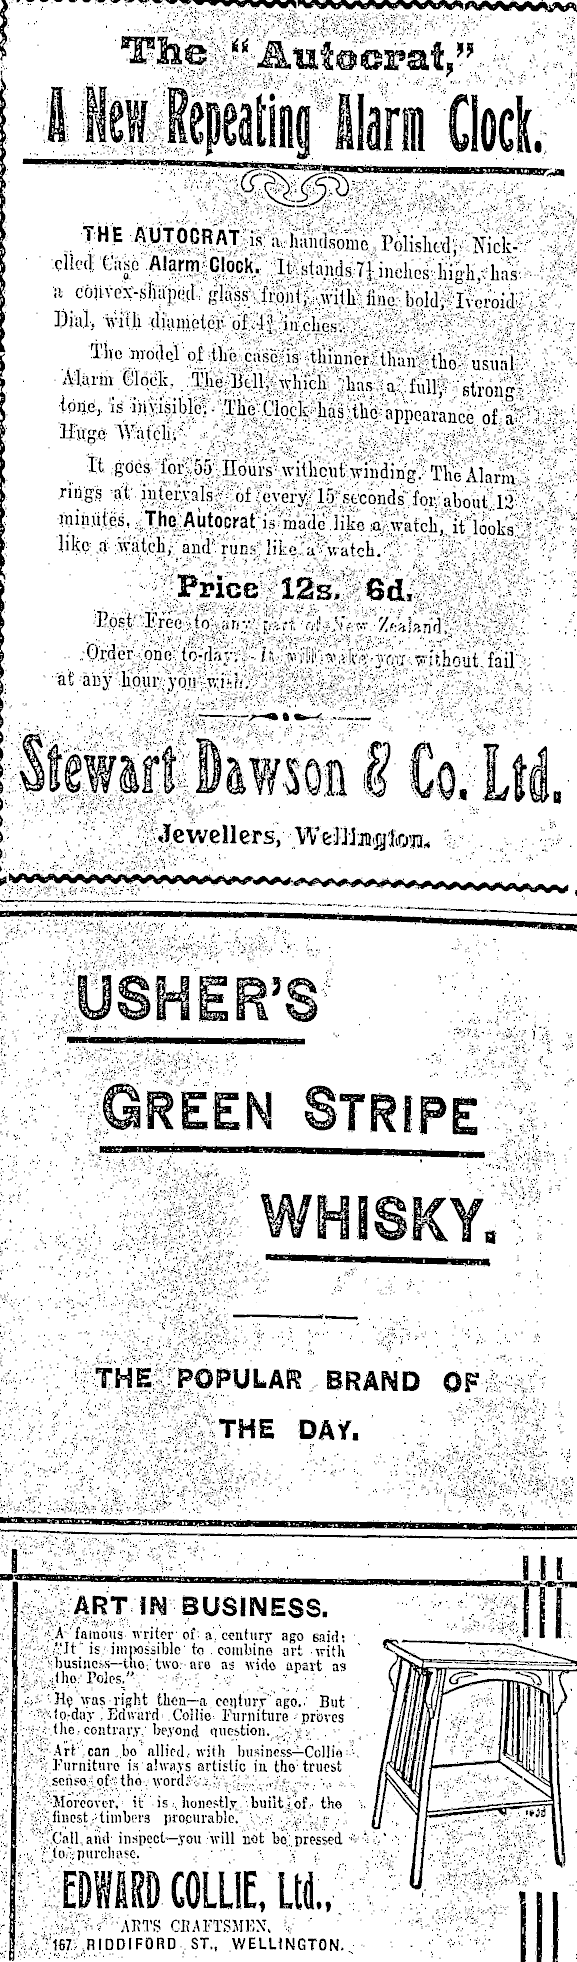 The "Autocrat,"
A New Repeating Alarm Clock.
THE AUTOCRAT is a handsome Polished, Nick-
elled Case Alarm Clock. It stands 7½ inches high, has
a convex-shaped glass front, with fine bold, Iveroid
Dial, with diameter of 4¾ inches.
The model of the case is thinner than the usual
Alarm Clock. The Bell, which has a full, strong
tone, is invisible. The Clock has the appearance of a
Huge Watch.
It goes for 55 Hours without winding. The Alarm
rings at intervals of every 15 seconds for about 12
minutes. The Autocrat is made like a watch, it looks
like a watch, and runs like a watch.
Price 12s. 6d.
Post Free to any part of New Zealand.
Order one to-day. It will wake you without fail
at any hour you wish.
Stewart Dawson & Co. Ltd.
Jewellers, Wellington.
USHER'S
GREEN STRIPE
WHISKY.
THE POPULAR BRAND OF
THE DAY.
ART IN BUSINESS.
A famous writer of a century ago said:
"It is impossible to combine art with
business—the two are as wide apart as
the Poles."
He was right then—a century ago. But
to-day Edward Collie Furniture proves
the contrary beyond question.
Art can be allied with business—Collie
Furniture is always artistic in the truest
sense of the word.
Moreover, it is honestly built of the
finest timbers procurable.
Call and inspect—you will not be pressed
to purchase.
EDWARD COLLIE, Ltd.,
ARTS CRAFTSMEN,
167 RIDDIFORD ST., WELLINGTON.